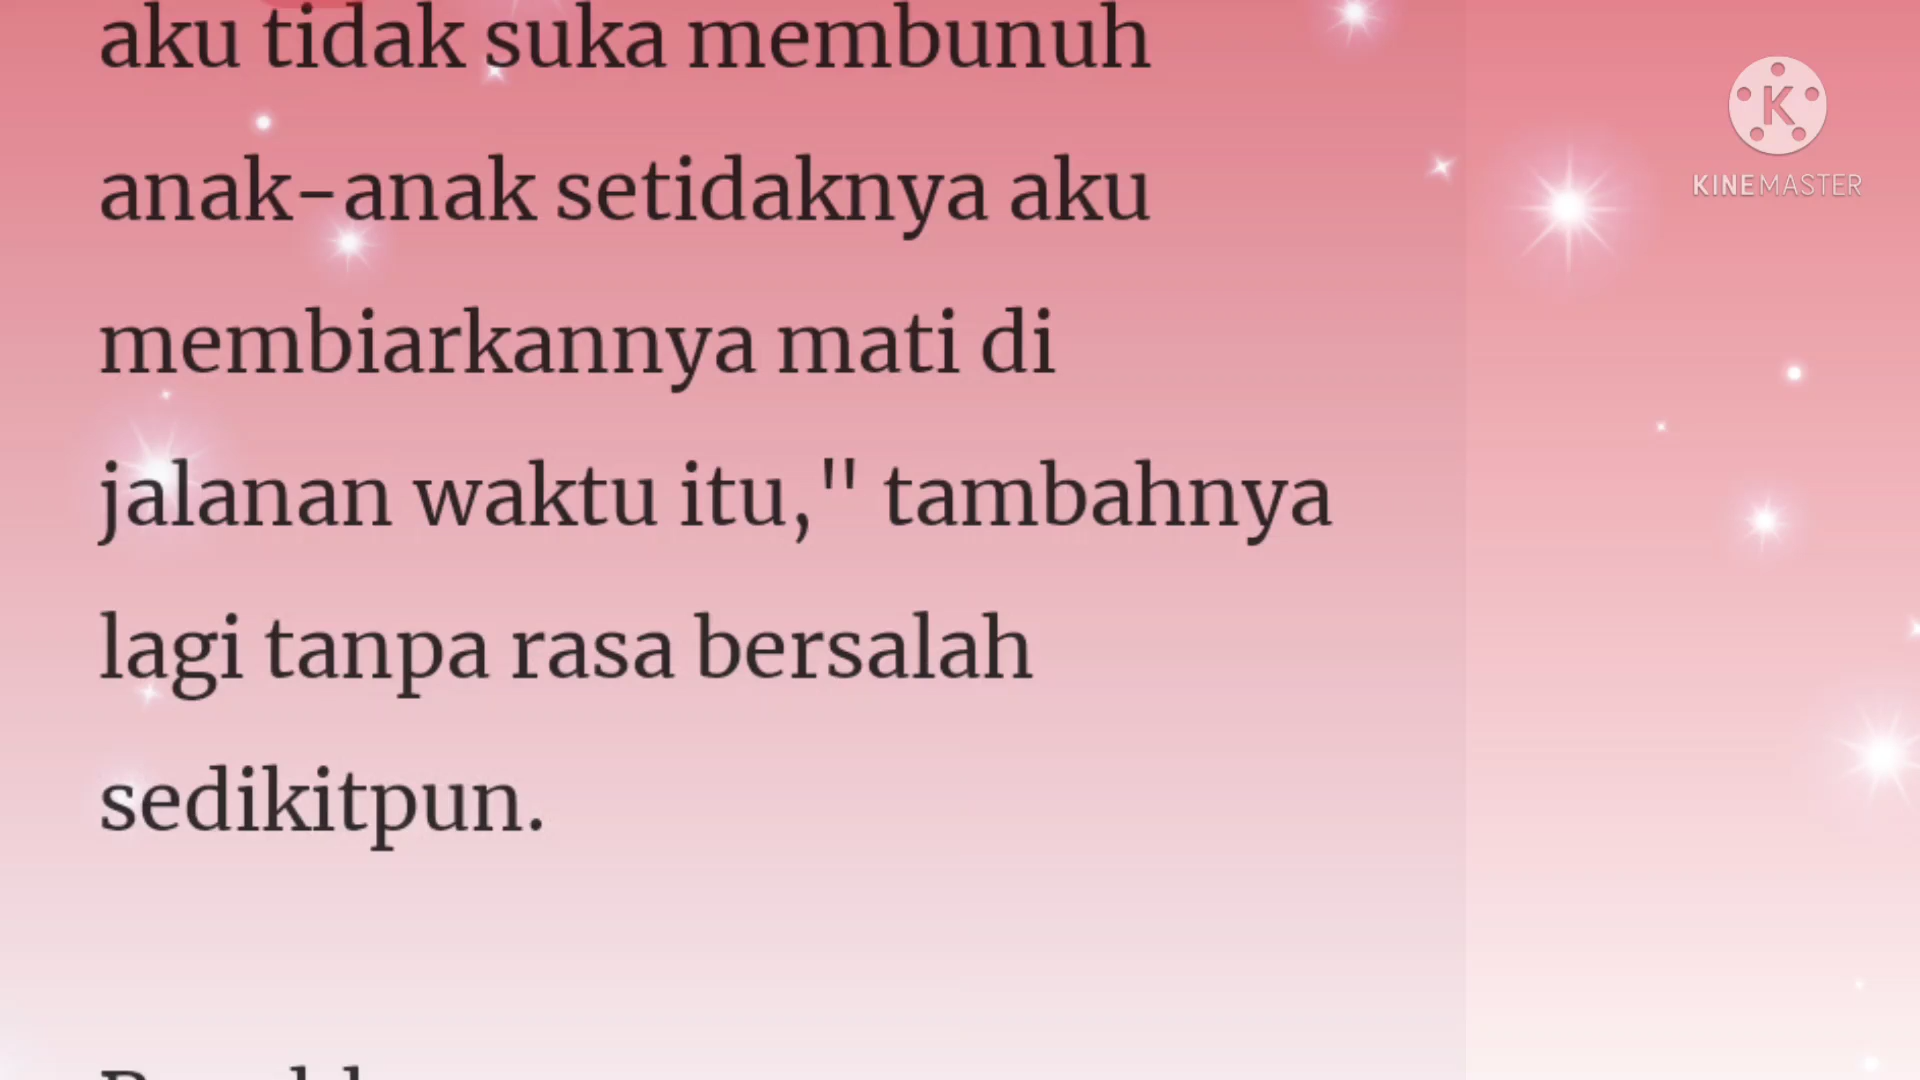 aku tidak suka membunuh
anak-anak setidaknya aku
membiarkannya mati di
jalanan waktu itu," tambahnya
lagi tanpa rasa bersalah
sedikitpun.
K
KINEMASTER